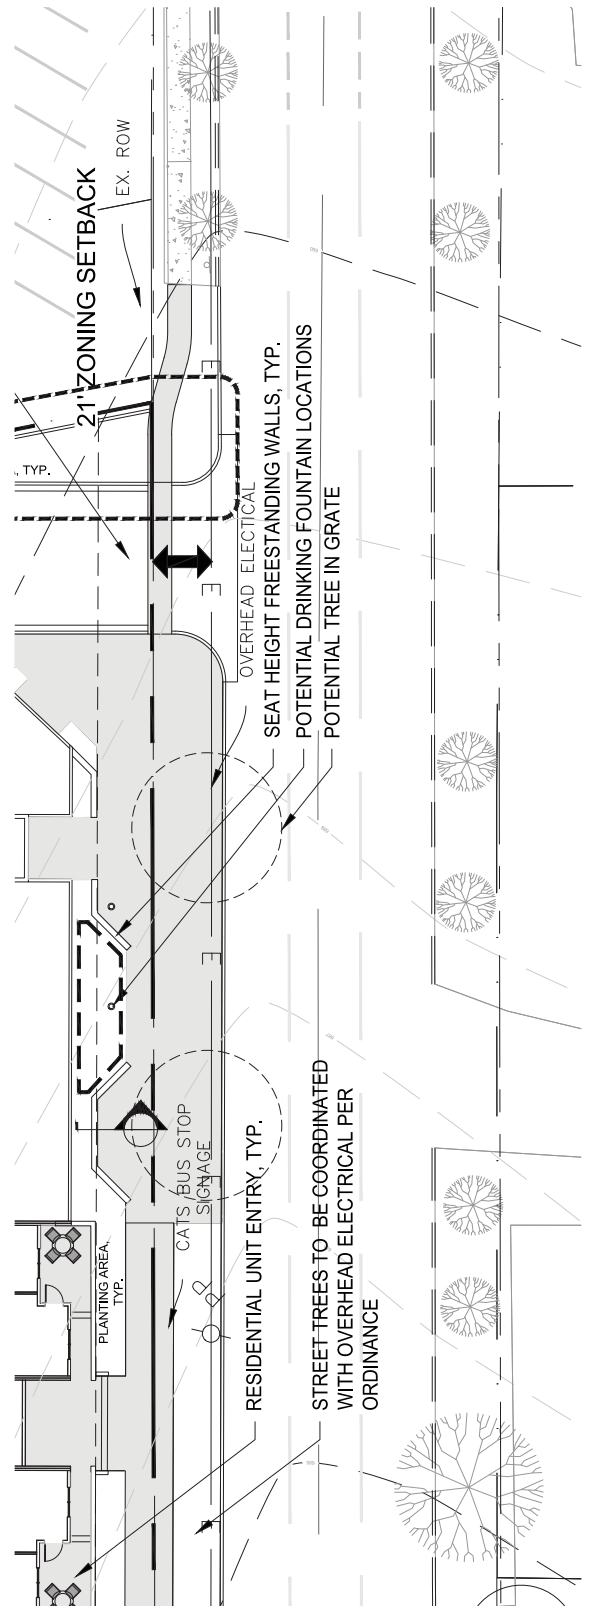 EX. ROW
21' ZONING SETBACK
, TYP.
OVERHEAD ELECTICAL
SEAT HEIGHT FREESTANDING WALLS, TYP.
POTENTIAL DRINKING FOUNTAIN LOCATIONS
POTENTIAL TREE IN GRATE
E
E
E
E
E
CATS BUS STOP
SIGNAGE
PLANTING AREA,
TYP.
RESIDENTIAL UNIT ENTRY, TYP.
STREET TREES TO BE COORDINATED
WITH OVERHEAD ELECTRICAL PER
ORDINANCE